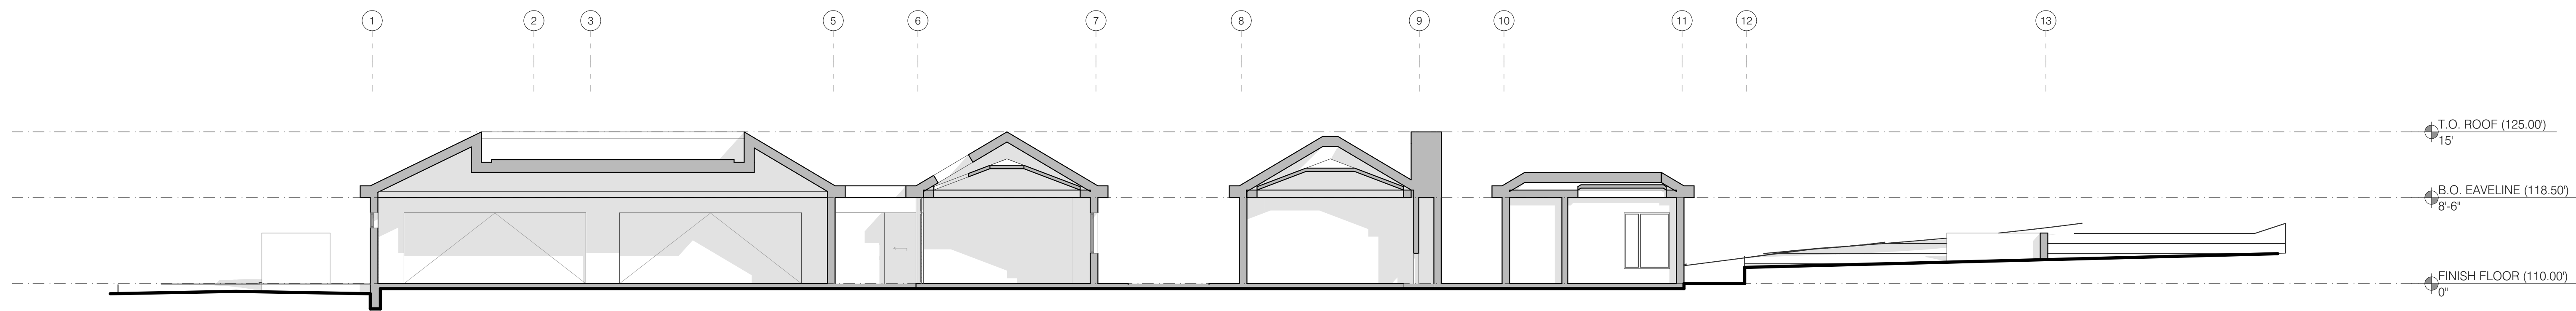 1 2 3 5 6 7 8 9 10 11 12 13
T.O. ROOF (125.00')
15'
B.O. EAVELINE (118.50')
8'-6"
FINISH FLOOR (110.00')
0"